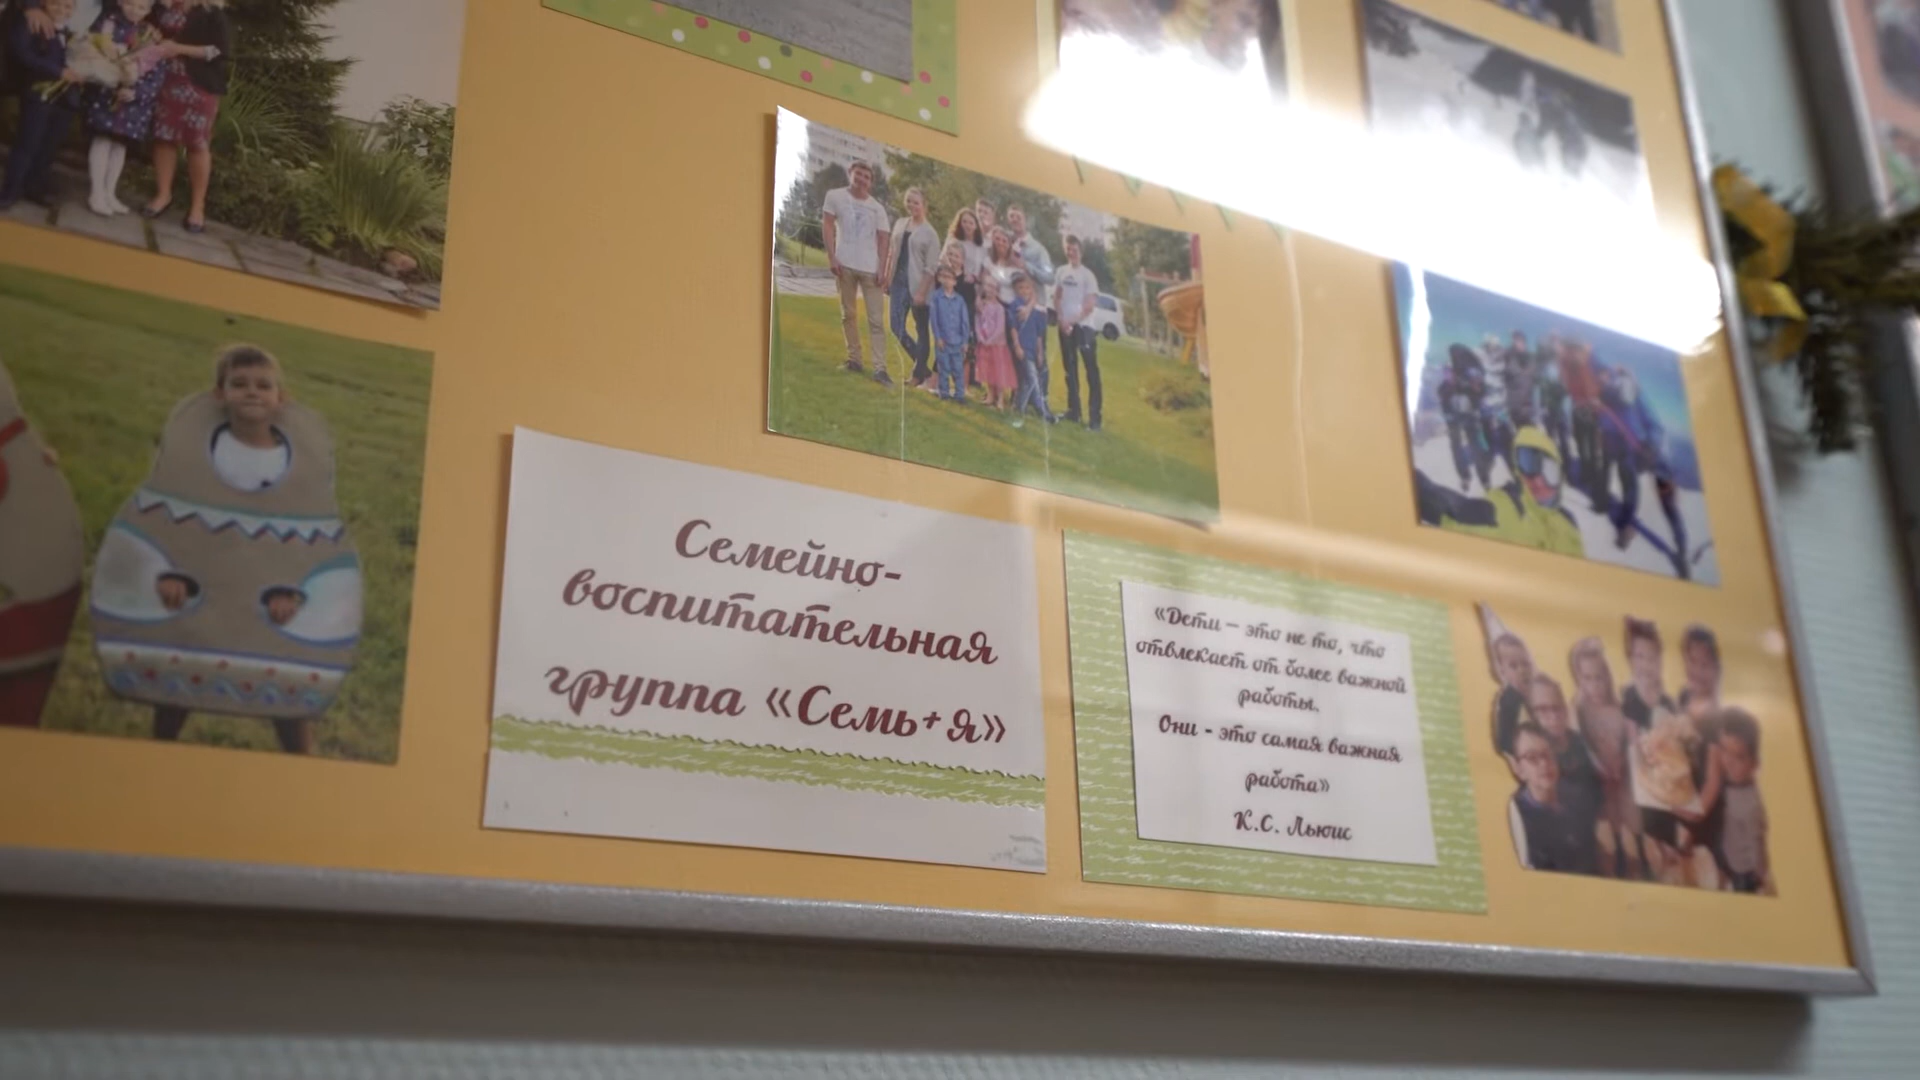 Семейно-
воспитательная
группа «Семь+я»
«Дети – это не то, что
отвлекает от более важной
работы.
Они - это самая важная
работа»
К.С. Льюис